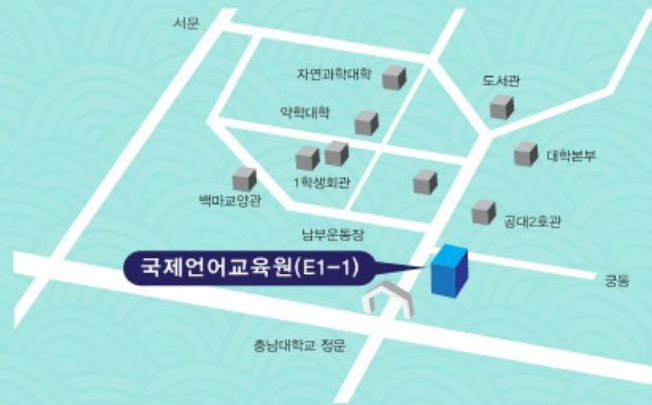 서문
자연과학대학
도서관
약학대학
대학본부
1학생회관
백마교양관
공대2호관
남부운동장
국제언어교육원(E1-1)
궁동
충남대학교 정문